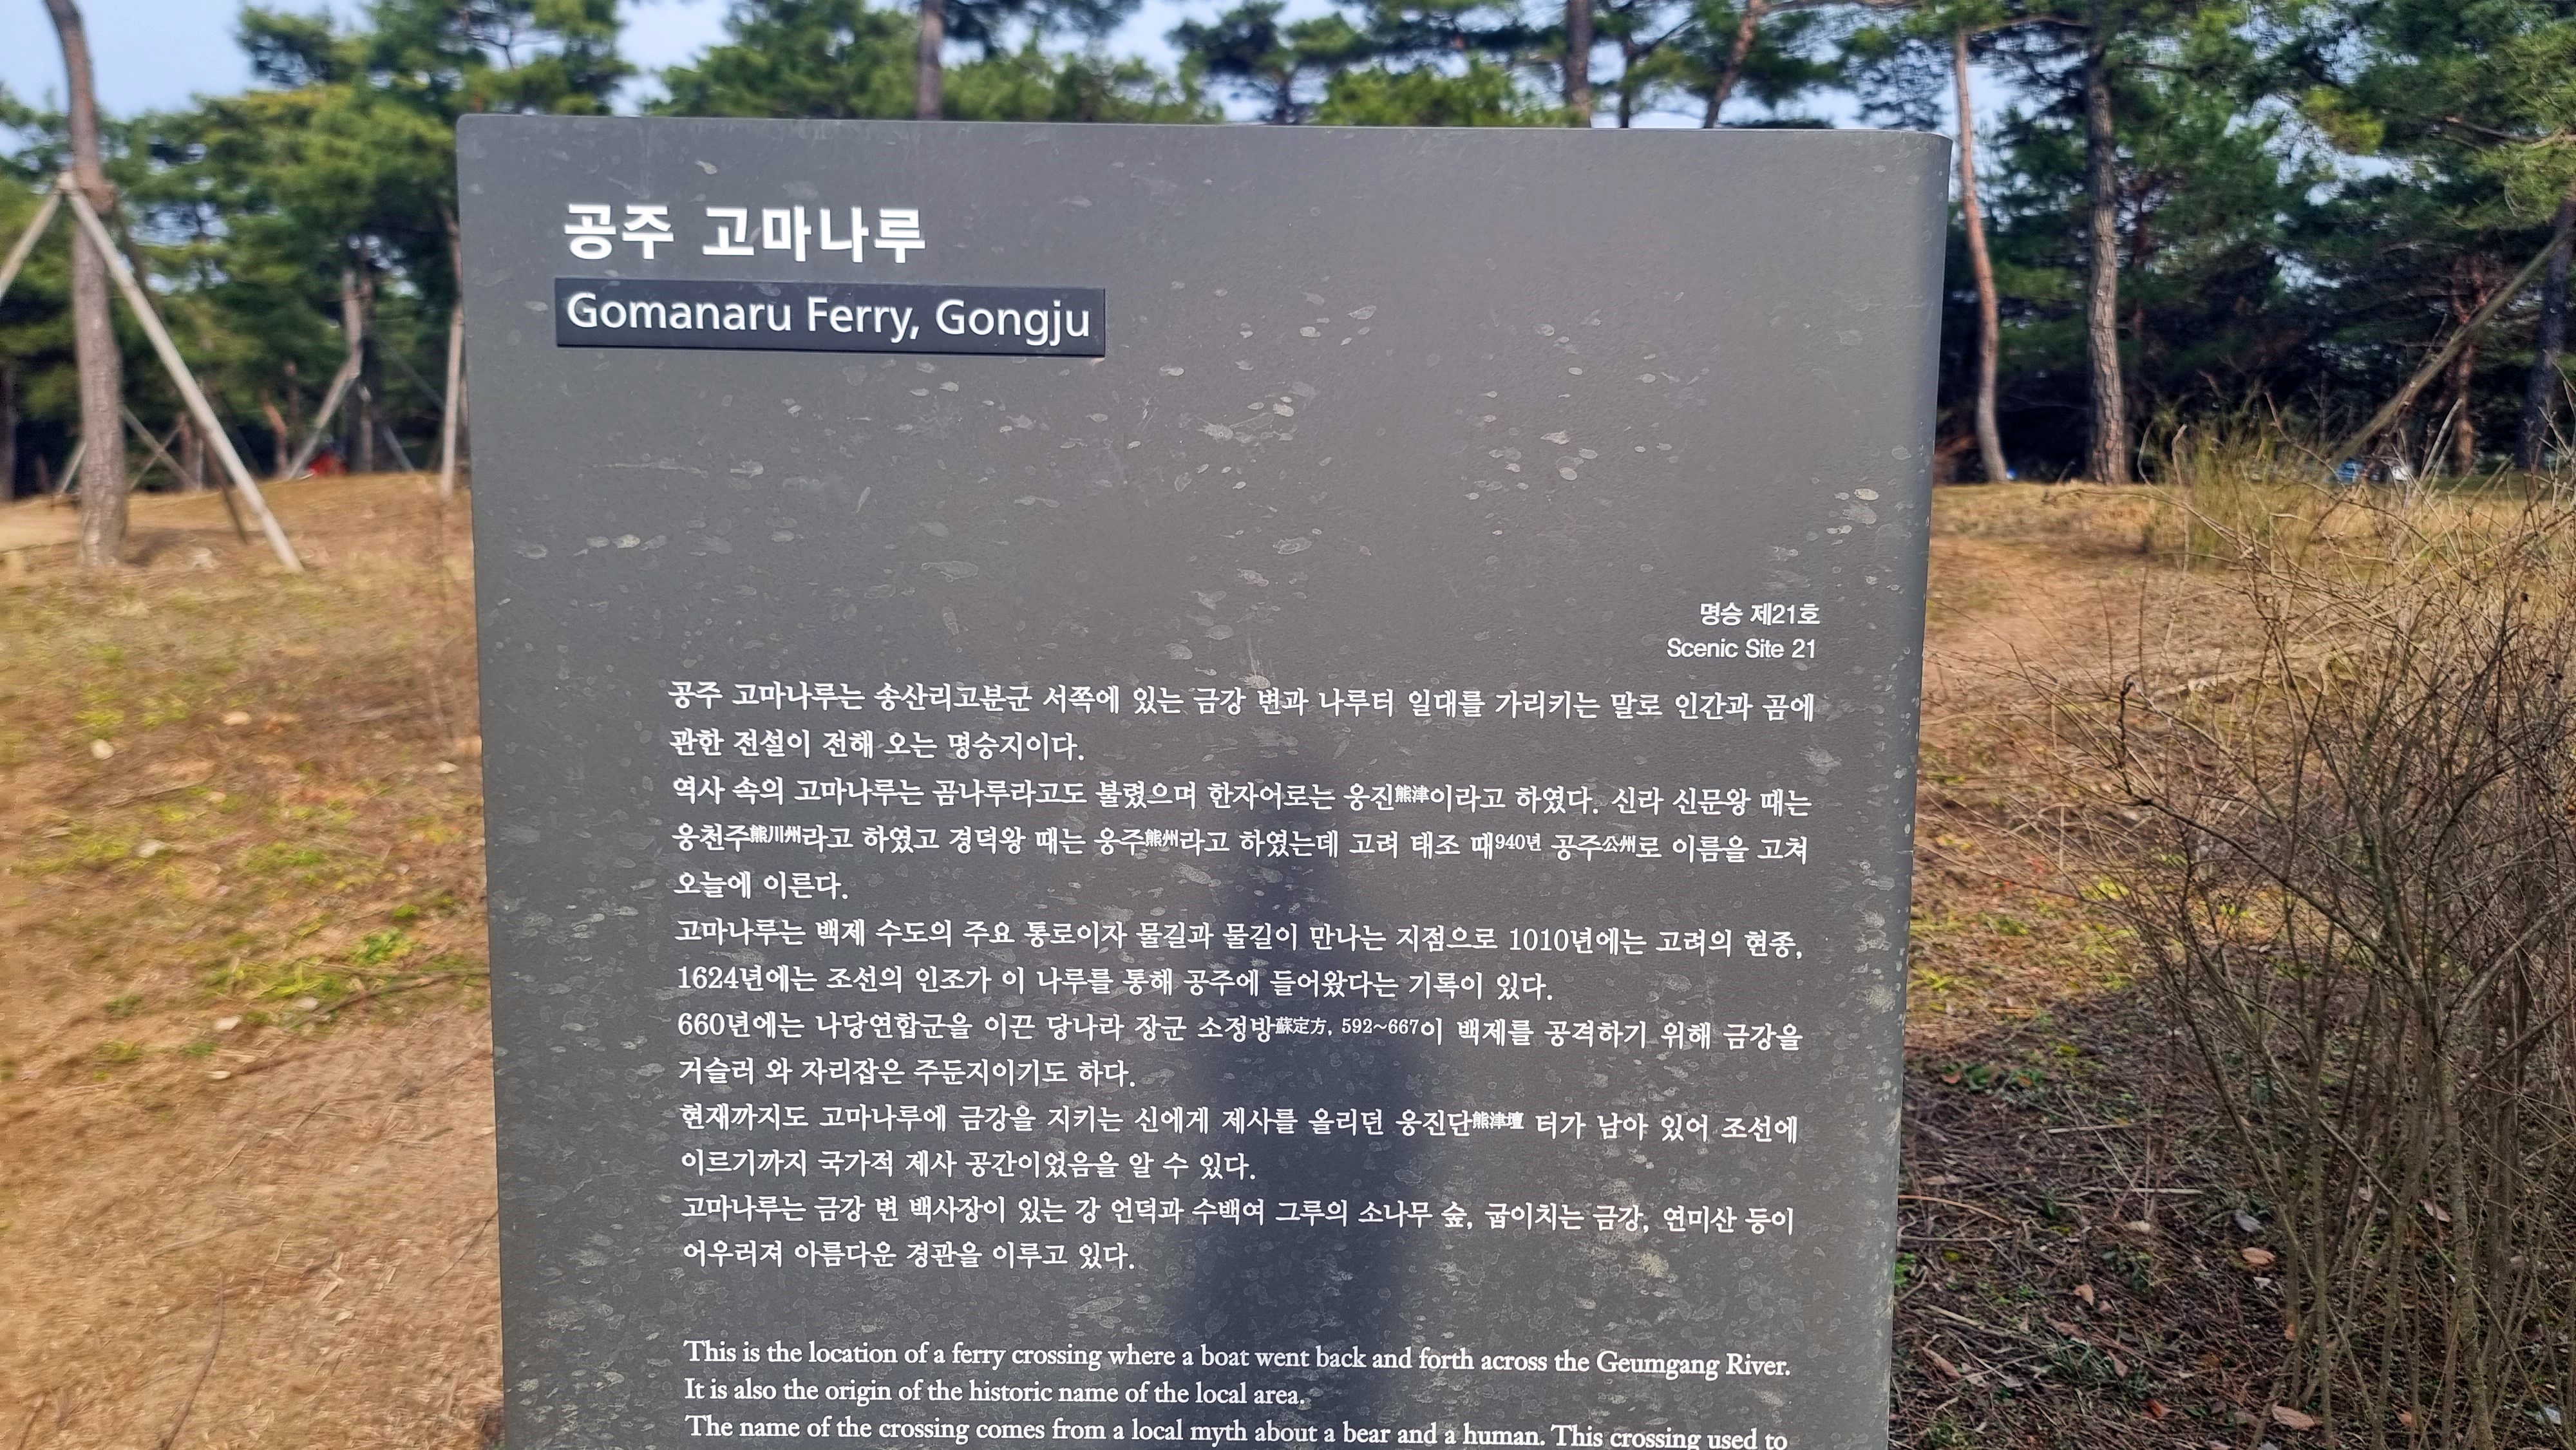 공주 고마나루
Gomanaru Ferry, Gongju
명승 제21호
Scenic Site 21
공주 고마나루는 송산리고분군 서쪽에 있는 금강 변과 나루터 일대를 가리키는 말로 인간과 곰에
관한 전설이 전해 오는 명승지이다.
역사 속의 고마나루는 곰나루라고도 불렸으며 한자어로는 웅진熊津이라고 하였다. 신라 신문왕 때는
웅천주熊川州라고 하였고 경덕왕 때는 웅주熊州라고 하였는데 고려 태조 때940년 공주公州로 이름을 고쳐
오늘에 이른다.
고마나루는 백제 수도의 주요 통로이자 물길과 물길이 만나는 지점으로 1010년에는 고려의 현종,
1624년에는 조선의 인조가 이 나루를 통해 공주에 들어왔다는 기록이 있다.
660년에는 나당연합군을 이끈 당나라 장군 소정방蘇定方, 592~667이 백제를 공격하기 위해 금강을
거슬러 와 자리잡은 주둔지이기도 하다.
현재까지도 고마나루에 금강을 지키는 신에게 제사를 올리던 웅진단熊津壇 터가 남아 있어 조선에
이르기까지 국가적 제사 공간이었음을 알 수 있다.
고마나루는 금강 변 백사장이 있는 강 언덕과 수백여 그루의 소나무 숲, 굽이치는 금강, 연미산 등이
어우러져 아름다운 경관을 이루고 있다.
This is the location of a ferry crossing where a boat went back and forth across the Geumgang River.
It is also the origin of the historic name of the local area.
The name of the crossing comes from a local myth about a bear and a human. This crossing used to